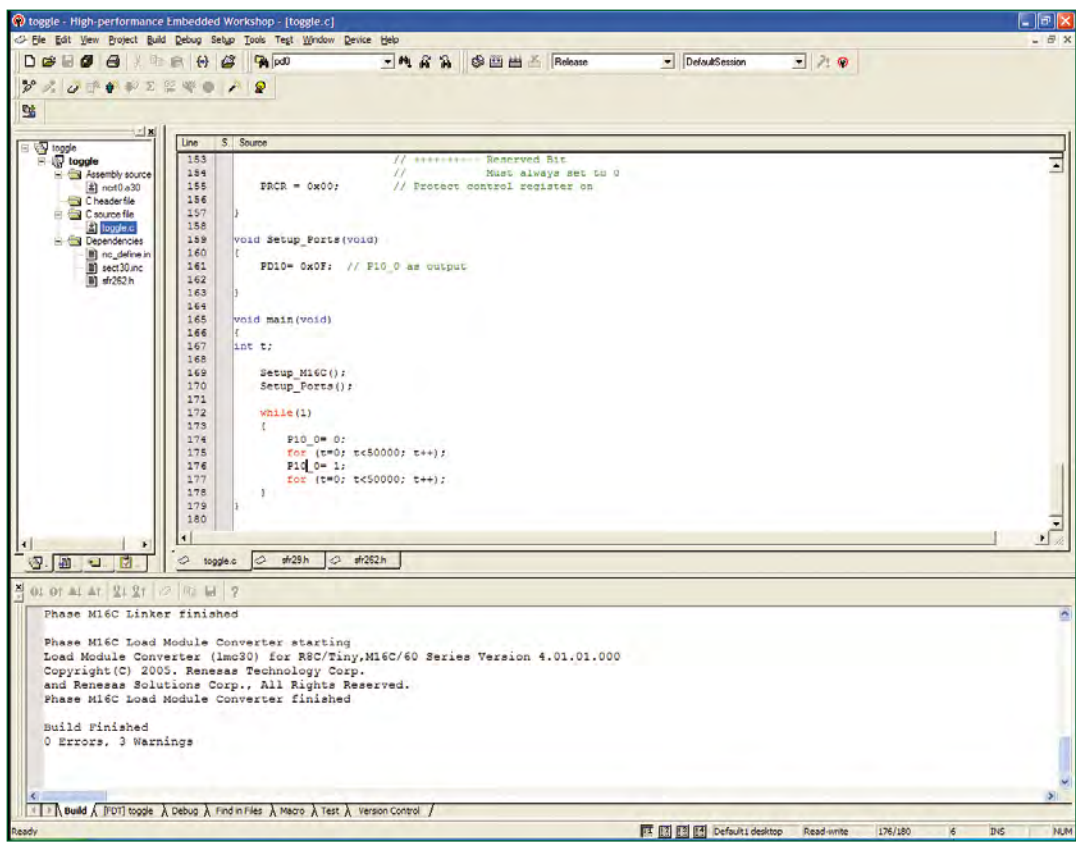 toggle - High-performance Embedded Workshop - [toggle.c]
File Edit View Project Build Debug Setup Tools Test Window Device Help
pd0 Release DefaultSession
toggle
toggle
Assembly source
ncrt0.a30
C header file
C source file
toggle.c
Dependencies
nc_define.in
sect30.inc
sfr262.h
Line S Source
153 // ++++++++++ Reserved Bit
154 // Must always set to 0
155 PRCR = 0x00; // Protect control register on
156
157 }
158
159 void Setup_Ports(void)
160 {
161 PD10= 0x0F; // P10_0 as output
162
163 }
164
165 void main(void)
166 {
167 int t;
168
169 Setup_M16C();
170 Setup_Ports();
171
172 while(1)
173 {
174 P10_0= 0;
175 for (t=0; t<50000; t++);
176 P10_0= 1;
177 for (t=0; t<50000; t++);
178 }
179 }
180
toggle.c sfr29.h sfr262.h
Phase M16C Linker finished
Phase M16C Load Module Converter starting
Load Module Converter (lmc30) for R8C/Tiny,M16C/60 Series Version 4.01.01.000
Copyright(C) 2005. Renesas Technology Corp.
and Renesas Solutions Corp., All Rights Reserved.
Phase M16C Load Module Converter finished
Build Finished
0 Errors, 3 Warnings
Build [FDT] toggle Debug Find in Files Macro Test Version Control
Ready Default1 desktop Read-write 176/180 6 INS NUM